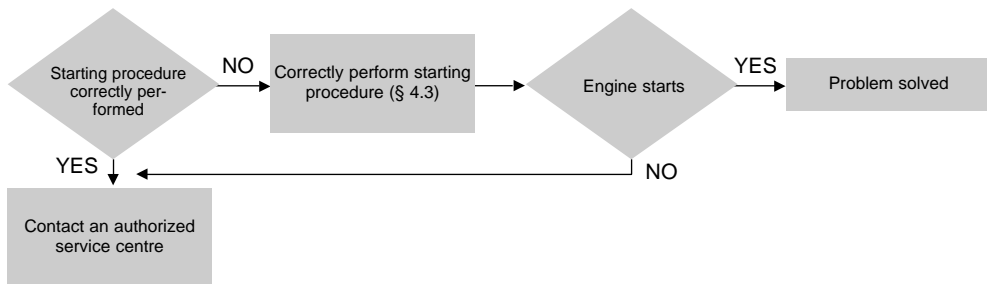 Starting procedure
correctly per-
formed
NO
Correctly perform starting
procedure (§ 4.3)
Engine starts
YES
Problem solved
YES
NO
Contact an authorized
service centre